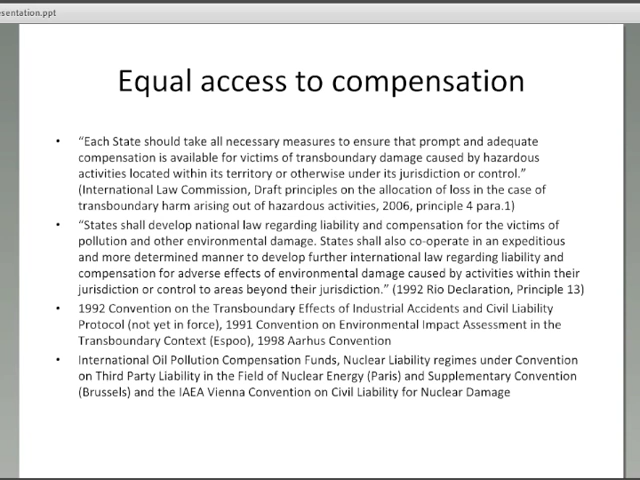 esentation.ppt
Equal access to compensation
• “Each State should take all necessary measures to ensure that prompt and adequate
compensation is available for victims of transboundary damage caused by hazardous
activities located within its territory or otherwise under its jurisdiction or control.”
(International Law Commission, Draft principles on the allocation of loss in the case of
transboundary harm arising out of hazardous activities, 2006, principle 4 para.1)
• “States shall develop national law regarding liability and compensation for the victims of
pollution and other environmental damage. States shall also co-operate in an expeditious
and more determined manner to develop further international law regarding liability and
compensation for adverse effects of environmental damage caused by activities within their
jurisdiction or control to areas beyond their jurisdiction.” (1992 Rio Declaration, Principle 13)
• 1992 Convention on the Transboundary Effects of Industrial Accidents and Civil Liability
Protocol (not yet in force), 1991 Convention on Environmental Impact Assessment in the
Transboundary Context (Espoo), 1998 Aarhus Convention
• International Oil Pollution Compensation Funds, Nuclear Liability regimes under Convention
on Third Party Liability in the Field of Nuclear Energy (Paris) and Supplementary Convention
(Brussels) and the IAEA Vienna Convention on Civil Liability for Nuclear Damage